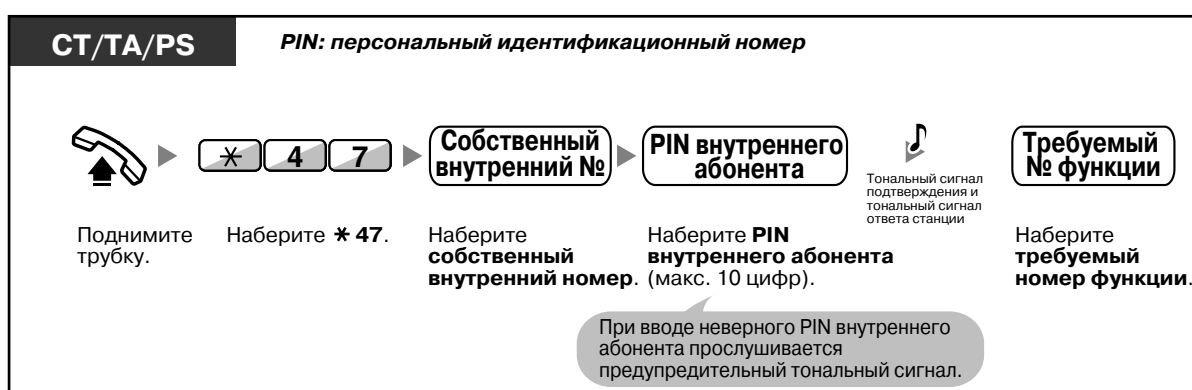 CT/TA/PS
PIN: персональный идентификационный номер
✳ 4 7
Собственный
внутренний №
PIN внутреннего
абонента
Тональный сигнал
подтверждения и
тональный сигнал
ответа станции
Требуемый
№ функции
Поднимите
трубку.
Наберите ✳ 47.
Наберите
собственный
внутренний номер.
Наберите PIN
внутреннего абонента
(макс. 10 цифр).
Наберите
требуемый
номер функции.
При вводе неверного PIN внутреннего
абонента прослушивается
предупредительный тональный сигнал.